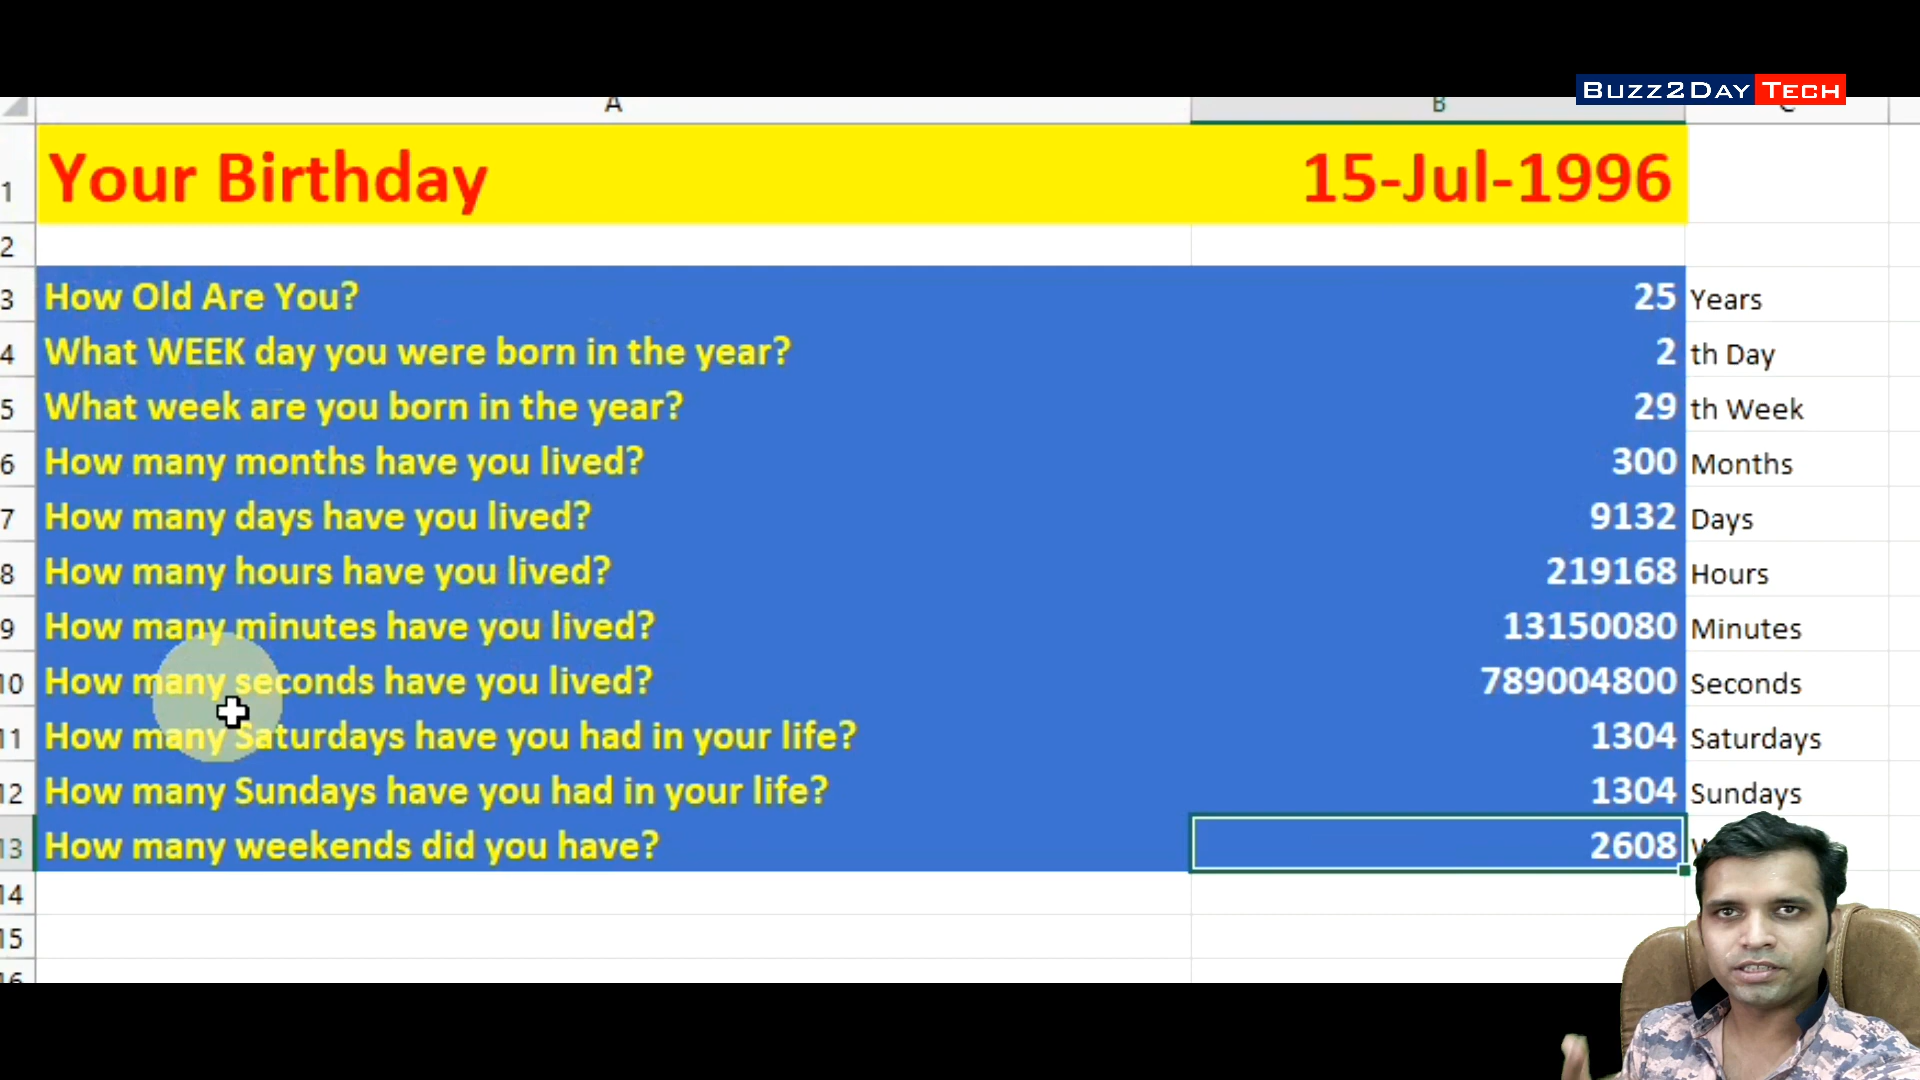 BUZZ2DAY TECH
A B
1 Your Birthday 15-Jul-1996
2
3 How Old Are You? 25 Years
4 What WEEK day you were born in the year? 2 th Day
5 What week are you born in the year? 29 th Week
6 How many months have you lived? 300 Months
7 How many days have you lived? 9132 Days
8 How many hours have you lived? 219168 Hours
9 How many minutes have you lived? 13150080 Minutes
10 How many seconds have you lived? 789004800 Seconds
11 How many Saturdays have you had in your life? 1304 Saturdays
12 How many Sundays have you had in your life? 1304 Sundays
13 How many weekends did you have? 2608
14
15
16